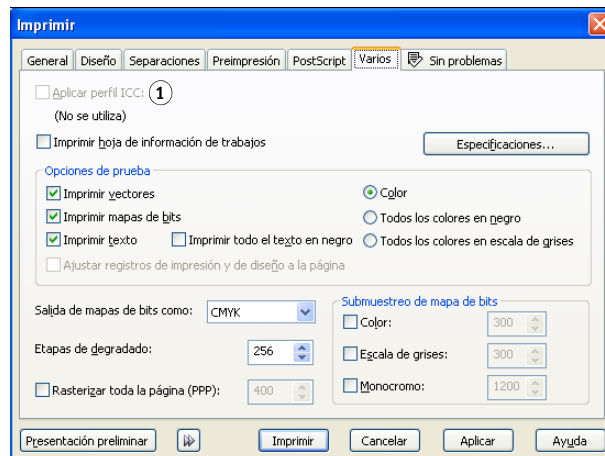 Imprimir
General Diseño Separaciones Preimpresión PostScript Varios Sin problemas
Aplicar perfil ICC: 1
(No se utiliza)
Imprimir hoja de información de trabajos
Especificaciones...
Opciones de prueba
Imprimir vectores
Color
Imprimir mapas de bits
Todos los colores en negro
Imprimir texto Imprimir todo el texto en negro Todos los colores en escala de grises
Ajustar registros de impresión y de diseño a la página
Salida de mapas de bits como: CMYK
Submuestreo de mapa de bits
Color: 300
Etapas de degradado: 256
Escala de grises: 300
Rasterizar toda la página (PPP): 400
Monocromo: 1200
Presentación preliminar Imprimir Cancelar Aplicar Ayuda